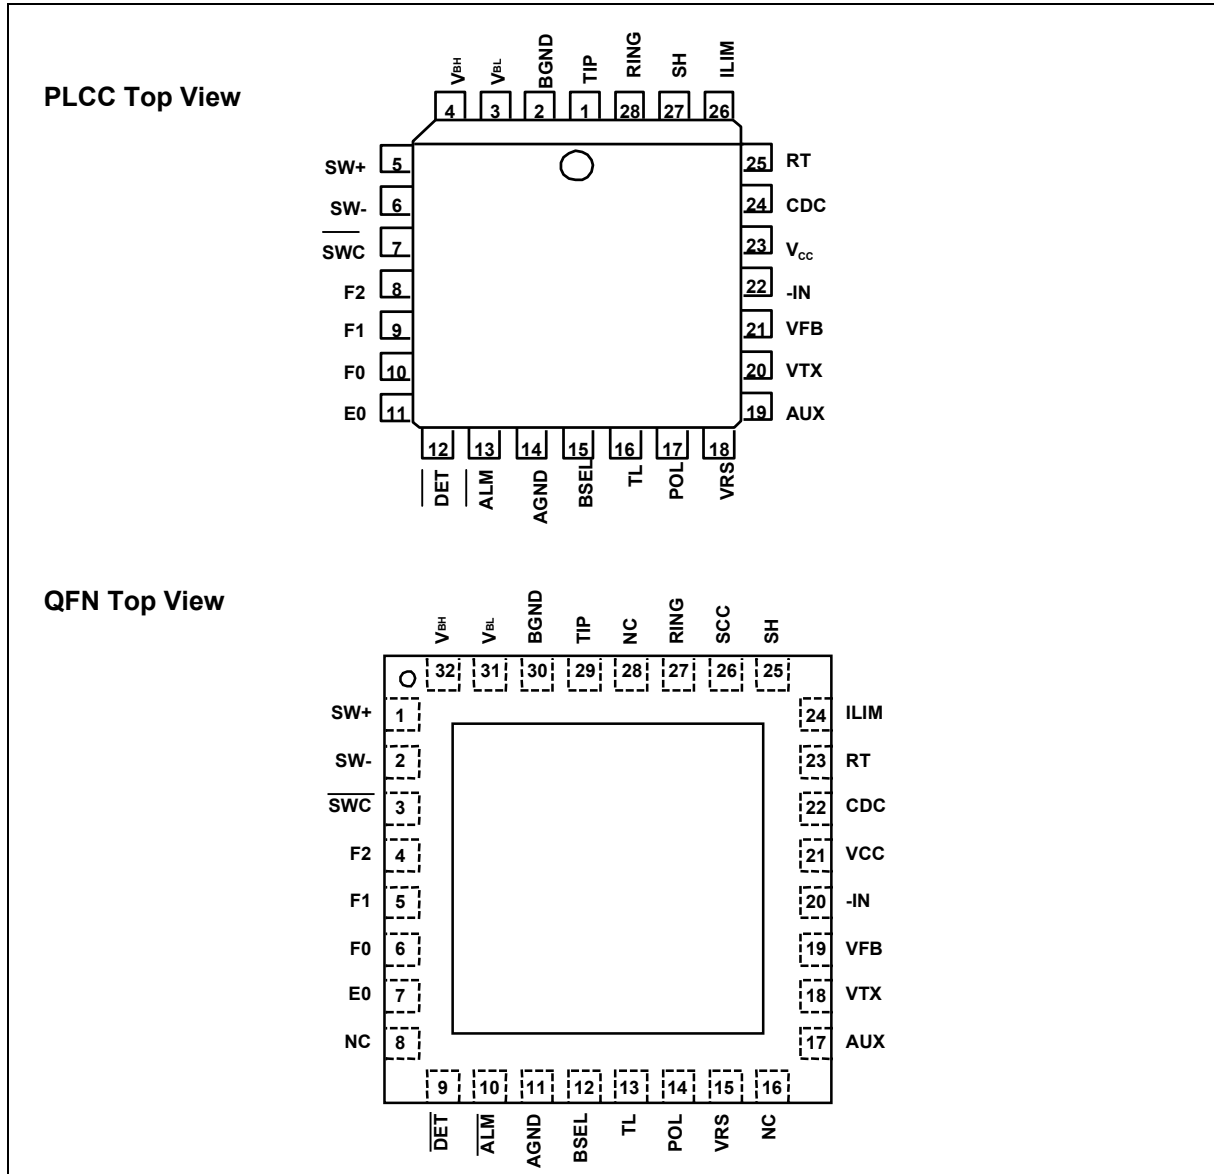 PLCC Top View
VBH
VBL
BGND
TIP
RING
SH
ILIM
4 3 2 1 28 27 26
SW+ 5
SW- 6
SWC 7
F2 8
F1 9
F0 10
E0 11
25 RT
24 CDC
23 VCC
22 -IN
21 VFB
20 VTX
19 AUX
12 13 14 15 16 17 18
DET
ALM
AGND
BSEL
TL
POL
VRS
QFN Top View
VBH
VBL
BGND
TIP
NC
RING
SCC
SH
32 31 30 29 28 27 26 25
SW+ 1
SW- 2
SWC 3
F2 4
F1 5
F0 6
E0 7
NC 8
24 ILIM
23 RT
22 CDC
21 VCC
20 -IN
19 VFB
18 VTX
17 AUX
9 10 11 12 13 14 15 16
DET
ALM
AGND
BSEL
TL
POL
VRS
NC